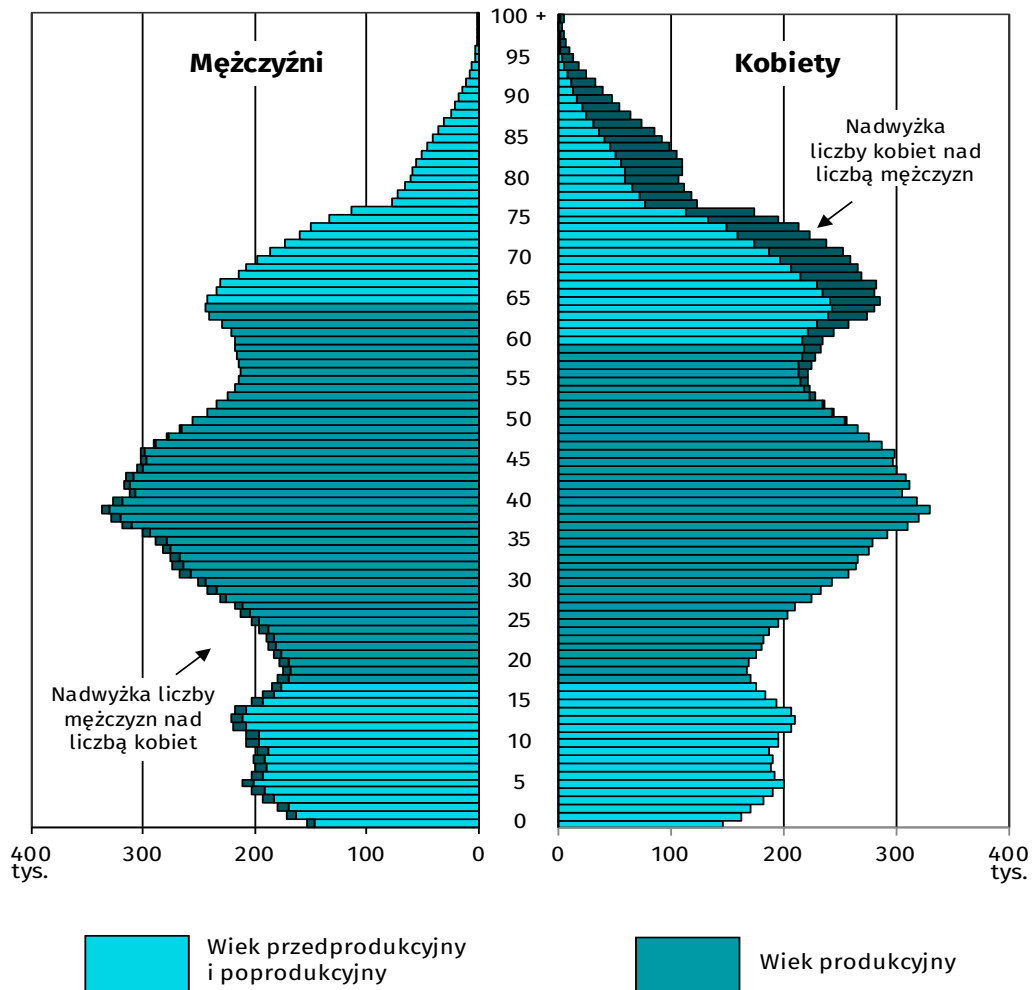 Mężczyźni
Kobiety
100 +
95
90
85
80
75
70
65
60
55
50
45
40
35
30
25
20
15
10
5
0
Nadwyżka
liczby kobiet nad
liczbą mężczyzn
Nadwyżka liczby
mężczyzn nad
liczbą kobiet
400 300 200 100 0
tys.
0 100 200 300 400
tys.
Wiek przedprodukcyjny
i poprodukcyjny
Wiek produkcyjny